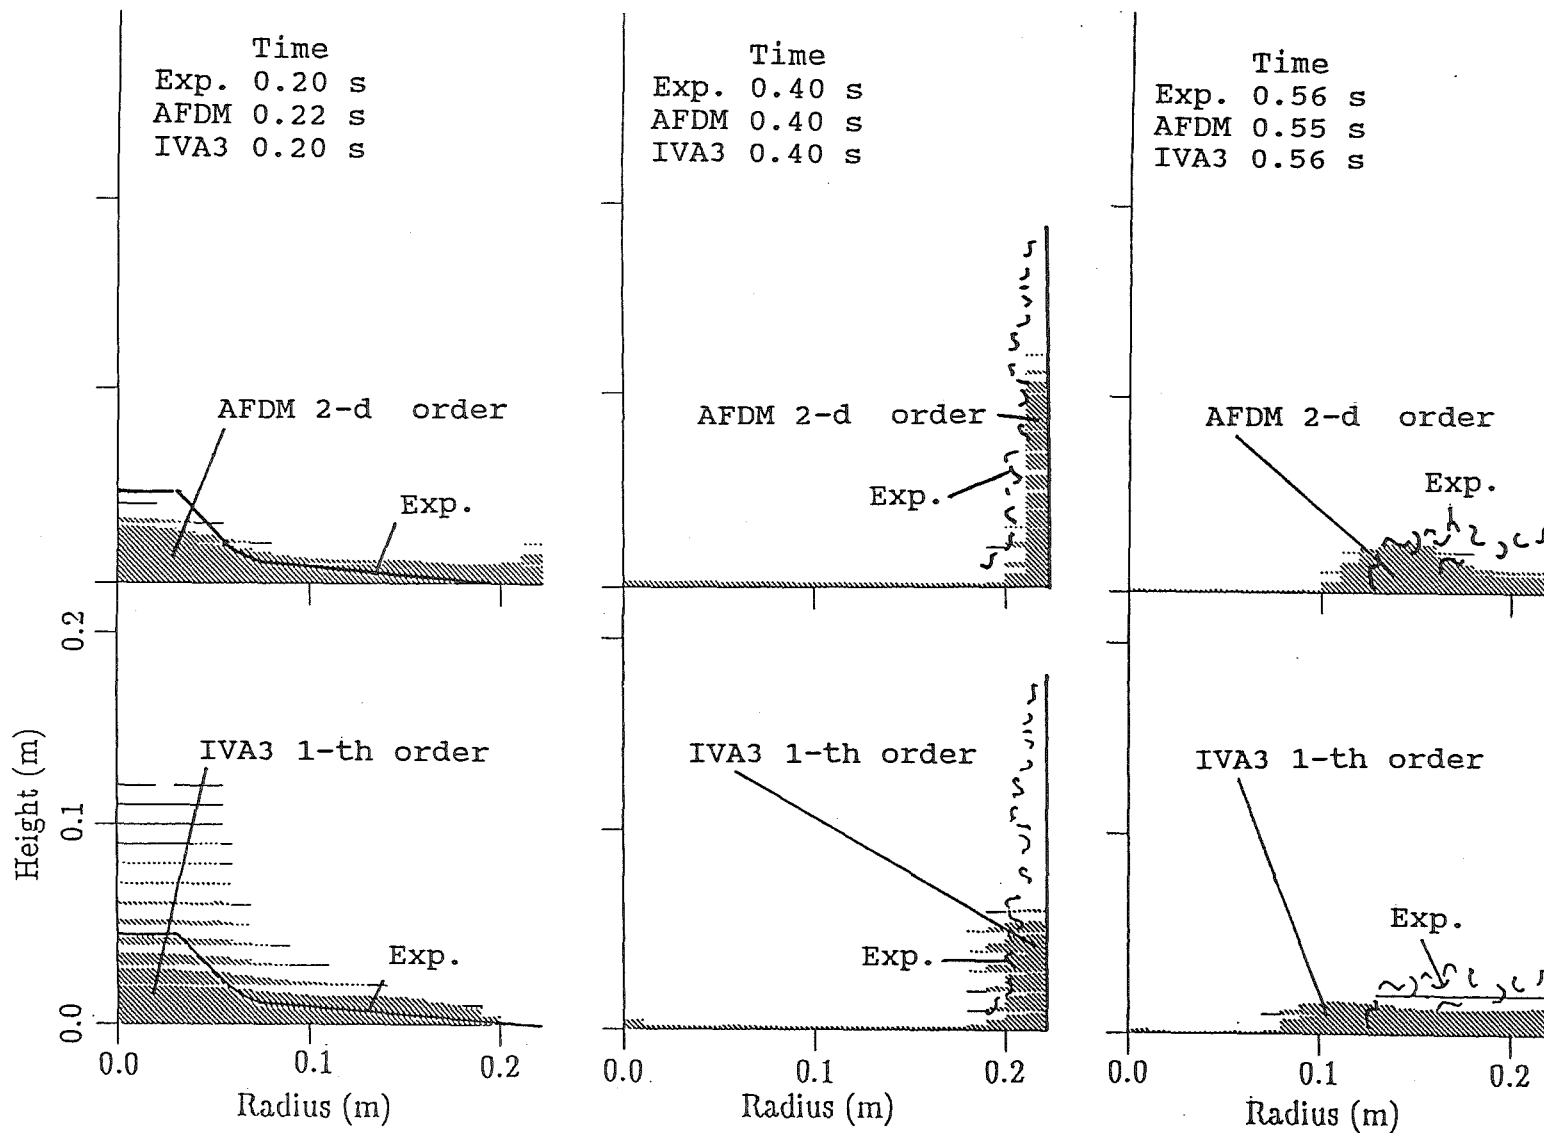 Time
Exp. 0.20 s
AFDM 0.22 s
IVA3 0.20 s
Time
Exp. 0.40 s
AFDM 0.40 s
IVA3 0.40 s
Time
Exp. 0.56 s
AFDM 0.55 s
IVA3 0.56 s
AFDM 2-d order
Exp.
AFDM 2-d order
Exp.
AFDM 2-d order
Exp.
IVA3 1-th order
Exp.
IVA3 1-th order
Exp.
IVA3 1-th order
Exp.
Height (m)
0.2
0.1
0.0
0.0 0.1 0.2
Radius (m)
0.0 0.1 0.2
Radius (m)
0.0 0.1 0.2
Radius (m)